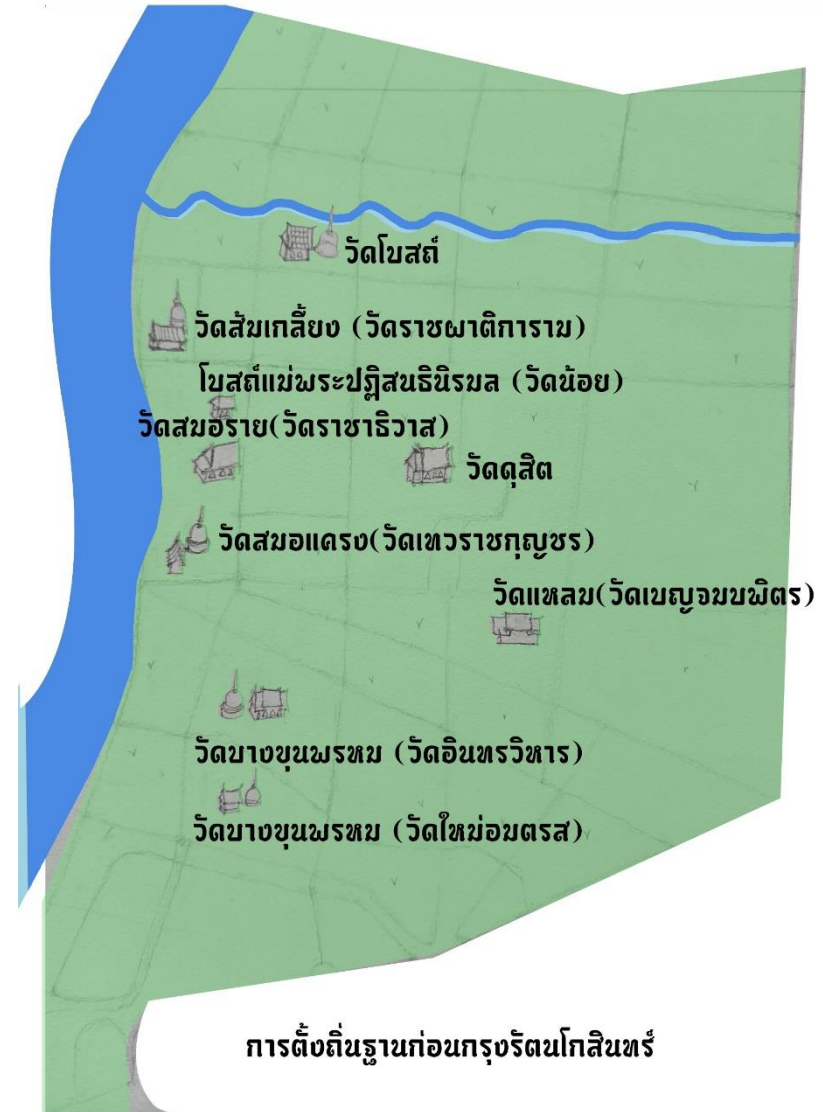 วัดโบสถ์
วัดส้มเกลี้ยง (วัดราชผาติการาม)
โบสถ์แม่พระปฏิสนธินิรมล (วัดน้อย)
วัดสมอราย(วัดราชาธิวาส)
วัดดุสิต
วัดสมอแครง(วัดเทวราชกุญชร)
วัดแหลม(วัดเบญจมบพิตร)
วัดบางขุนพรหม (วัดอินทรวิหาร)
วัดบางขุนพรหม (วัดใหม่อมตรส)
การตั้งถิ่นฐานก่อนกรุงรัตนโกสินทร์